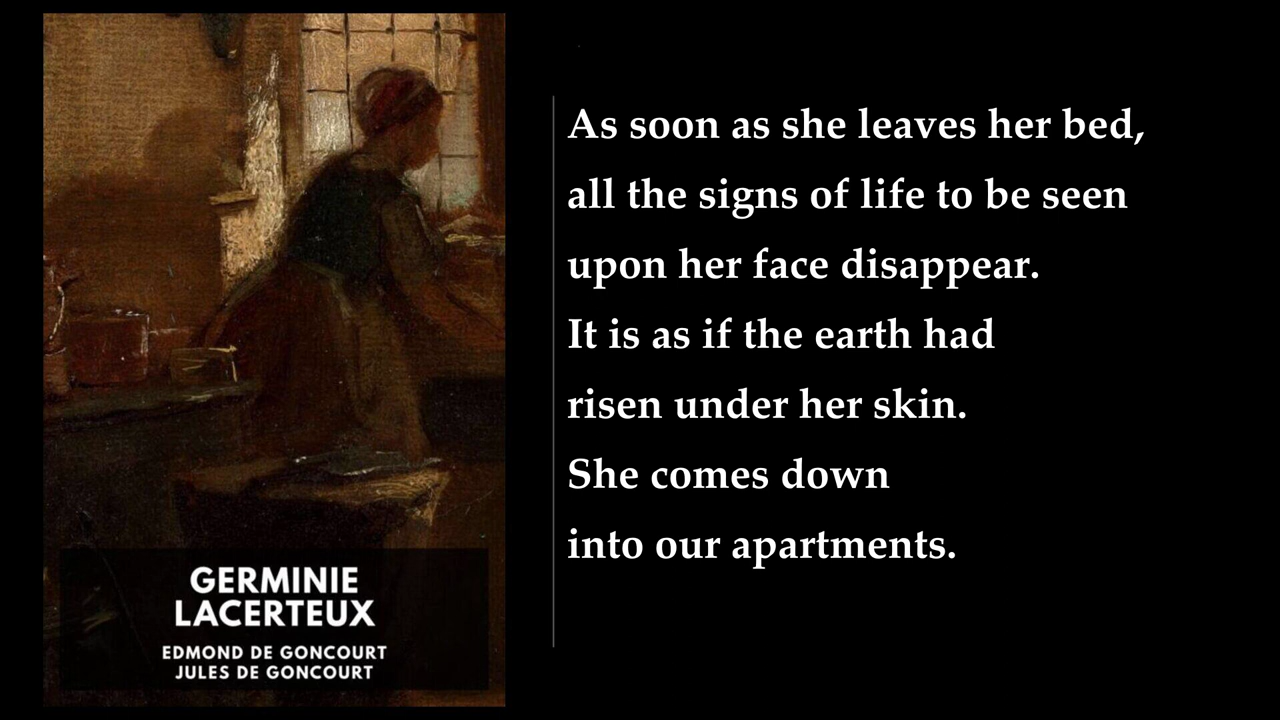 As soon as she leaves her bed,
all the signs of life to be seen
upon her face disappear.
It is as if the earth had
risen under her skin.
She comes down
into our apartments.
GERMINIE
LACERTEUX
EDMOND DE GONCOURT
JULES DE GONCOURT